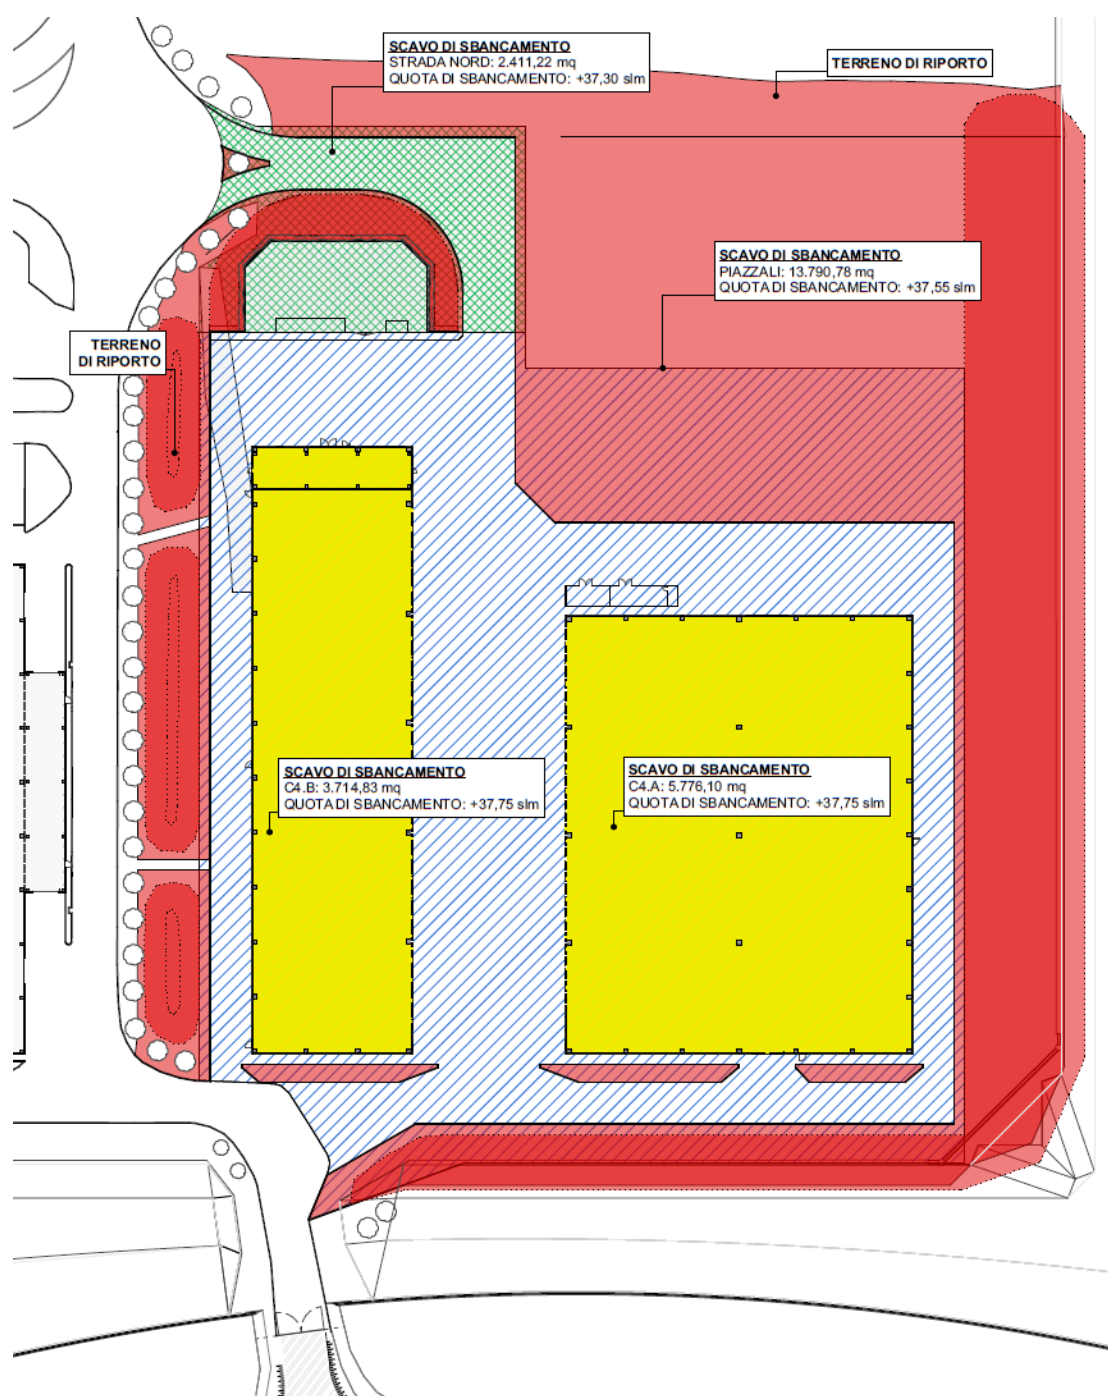 SCAVO DI SBANCAMENTO
STRADA NORD: 2.411,22 mq
QUOTA DI SBANCAMENTO: +37,30 slm
TERRENO DI RIPORTO
SCAVO DI SBANCAMENTO
PIAZZALI: 13.790,78 mq
QUOTA DI SBANCAMENTO: +37,55 slm
TERRENO
DI RIPORTO
SCAVO DI SBANCAMENTO
C4.B: 3.714,83 mq
QUOTA DI SBANCAMENTO: +37,75 slm
SCAVO DI SBANCAMENTO
C4.A: 5.776,10 mq
QUOTA DI SBANCAMENTO: +37,75 slm